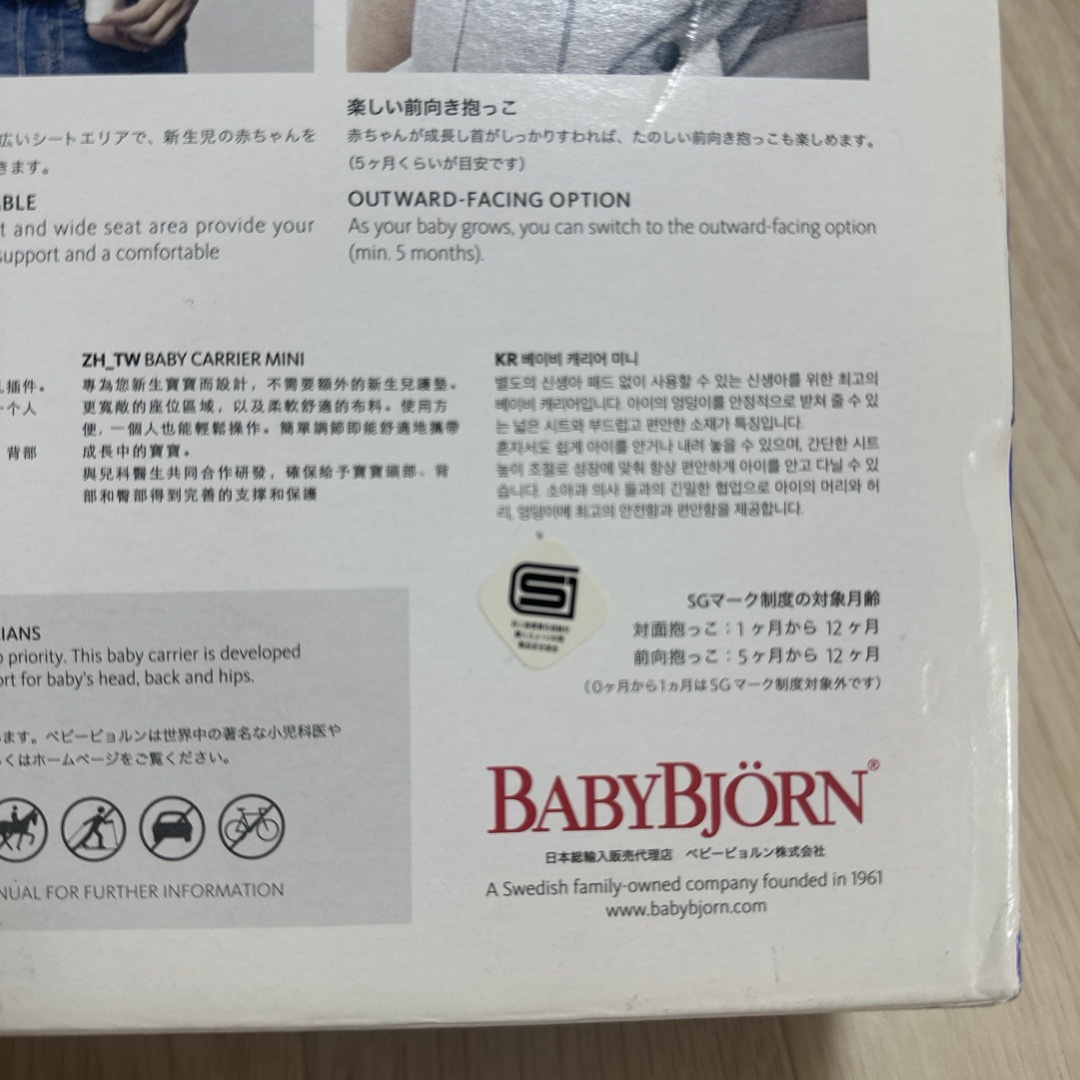 広いシートエリアで、新生児の赤ちゃんを
きます。
ABLE
t and wide seat area provide your
support and a comfortable
楽しい前向き抱っこ
赤ちゃんが成長し首がしっかりすわれば、たのしい前向き抱っこも楽しめます。
(5ヶ月くらいが目安です)
OUTWARD-FACING OPTION
As your baby grows, you can switch to the outward-facing option
(min. 5 months).
插件。
一个人
背部
ZH_TW BABY CARRIER MINI
專為您新生寶寶而設計，不需要額外的新生兒護墊。
更寬敞的座位區域，以及柔軟舒適的布料。使用方
便，一個人也能輕鬆操作。簡單調節即能舒適地攜帶
成長中的寶寶。
與兒科醫生共同合作研發，確保給予寶寶頭部、背
部和臀部得到完善的支撐和保護
KR 베이비 캐리어 미니
별도의 신생아 패드 없이 사용할 수 있는 신생아를 위한 최고의
베이비 캐리어입니다. 아이의 엉덩이를 안정적으로 받쳐 줄 수 있
는 넓은 시트와 부드럽고 편안한 소재가 특징입니다.
혼자서도 쉽게 아이를 안거나 내려 놓을 수 있으며, 간단한 시트
높이 조절로 성장에 맞춰 항상 편안하게 아이를 안고 다닐 수 있
습니다. 소아과 의사 들과의 긴밀한 협업으로 아이의 머리와 허
리, 엉덩이에 최고의 안전함과 편안함을 제공합니다.
SGマーク制度の対象月齢
対面抱っこ：1ヶ月から 12ヶ月
前向抱っこ：5ヶ月から 12ヶ月
(0ヶ月から1ヵ月はSGマーク制度対象外です)
IANS
priority. This baby carrier is developed
ort for baby's head, back and hips.
ます。ベビービョルンは世界中の著名な小児科医や
くはホームページをご覧ください。
NUAL FOR FURTHER INFORMATION
BABYBJÖRN®
日本総輸入販売代理店 ベビービョルン株式会社
A Swedish family-owned company founded in 1961
www.babybjorn.com